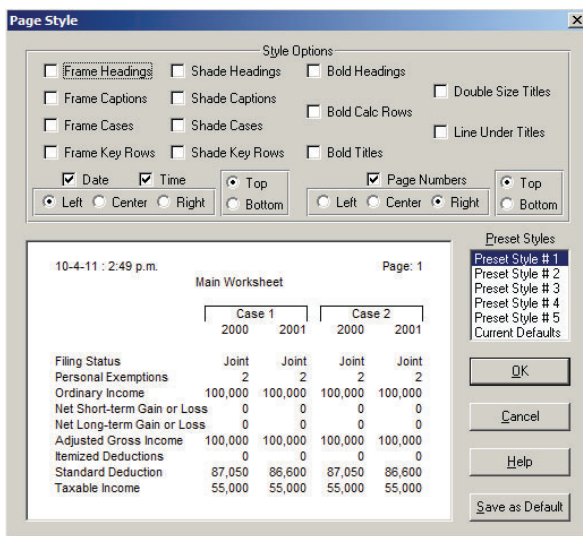 Page Style
Style Options
Frame Headings Shade Headings Bold Headings
Double Size Titles
Frame Captions Shade Captions
Bold Calc Rows
Frame Cases Shade Cases
Line Under Titles
Frame Key Rows Shade Key Rows Bold Titles
Date Time Top Page Numbers Top
Left Center Right Bottom Left Center Right Bottom
Preset Styles
Preset Style # 1
Preset Style # 2
Preset Style # 3
Preset Style # 4
Preset Style # 5
Current Defaults
10-4-11 : 2:49 p.m. Page: 1
Main Worksheet
Case 1 Case 2
2000 2001 2000 2001
Filing Status Joint Joint Joint Joint
Personal Exemptions 2 2 2 2
Ordinary Income 100,000 100,000 100,000 100,000
Net Short-term Gain or Loss 0 0 0 0
Net Long-term Gain or Loss 0 0 0 0
Adjusted Gross Income 100,000 100,000 100,000 100,000
Itemized Deductions 0 0 0 0
Standard Deduction 87,050 86,600 87,050 86,600
Taxable Income 55,000 55,000 55,000 55,000
OK
Cancel
Help
Save as Default